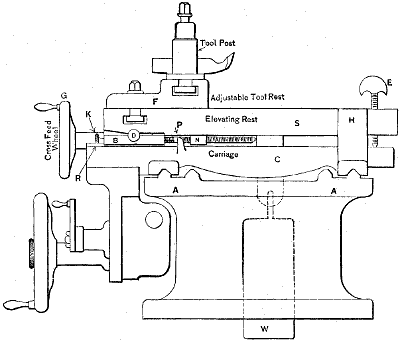 Tool Post
E
G
F
Adjustable Tool Rest
K
P
Elevating Rest
S
H
D
B
N
Cross Feed
Wheel
Carriage
C
R
A
A
W